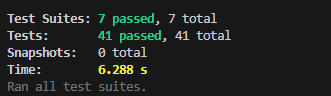 Test Suites: 7 passed, 7 total
Tests:       41 passed, 41 total
Snapshots:   0 total
Time:        6.288 s
Ran all test suites.